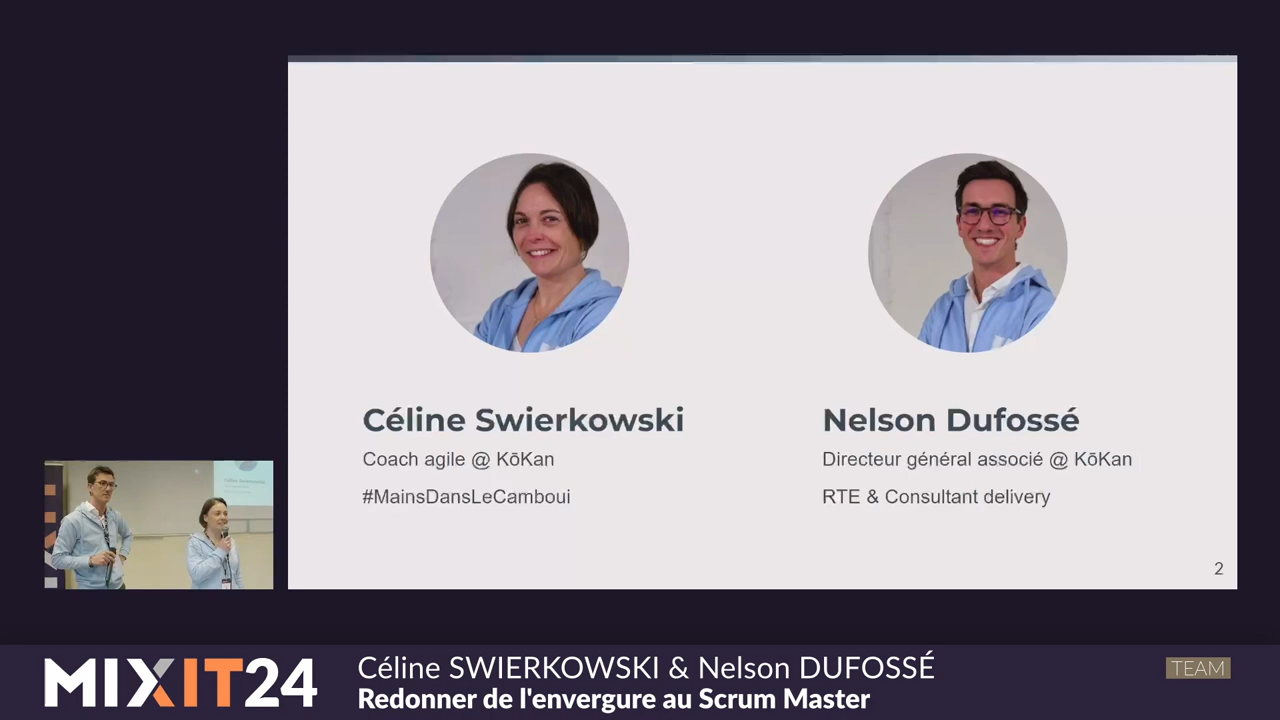 Céline Swierkowski
Coach agile @ KōKan
#MainsDansLeCamboui
Nelson Dufossé
Directeur général associé @ KōKan
RTE & Consultant delivery
2
MIXIT24
Céline SWIERKOWSKI & Nelson DUFOSSÉ
Redonner de l'envergure au Scrum Master
TEAM